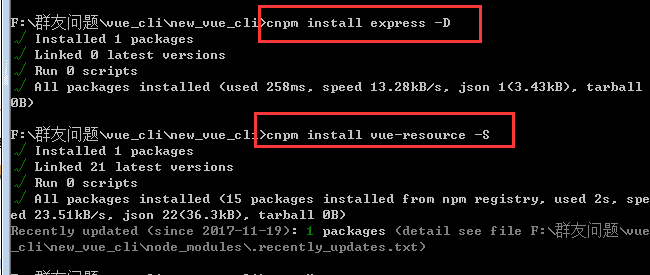 F:\群友问题\vue_cli\new_vue_cli>cnpm install express -D
√ Installed 1 packages
√ Linked 0 latest versions
√ Run 0 scripts
√ All packages installed (used 258ms, speed 13.28kB/s, json 1(3.43kB), tarball
0B)
F:\群友问题\vue_cli\new_vue_cli>cnpm install vue-resource -S
√ Installed 1 packages
√ Linked 21 latest versions
√ Run 0 scripts
√ All packages installed (15 packages installed from npm registry, used 2s, spe
ed 23.51kB/s, json 22(36.3kB), tarball 0B)
Recently updated (since 2017-11-19): 1 packages (detail see file F:\群友问题\vue
_cli\new_vue_cli\node_modules\.recently_updates.txt)